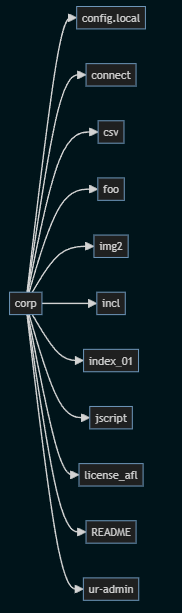 config.local
connect
csv
foo
img2
corp
incl
index_01
jscript
license_afl
README
ur-admin